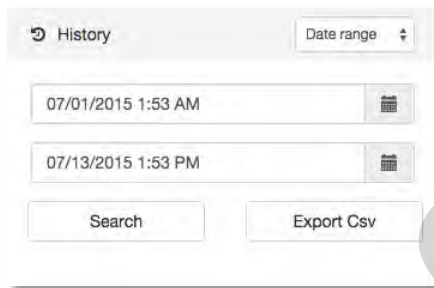 History Date range
07/01/2015 1:53 AM
07/13/2015 1:53 PM
Search Export Csv